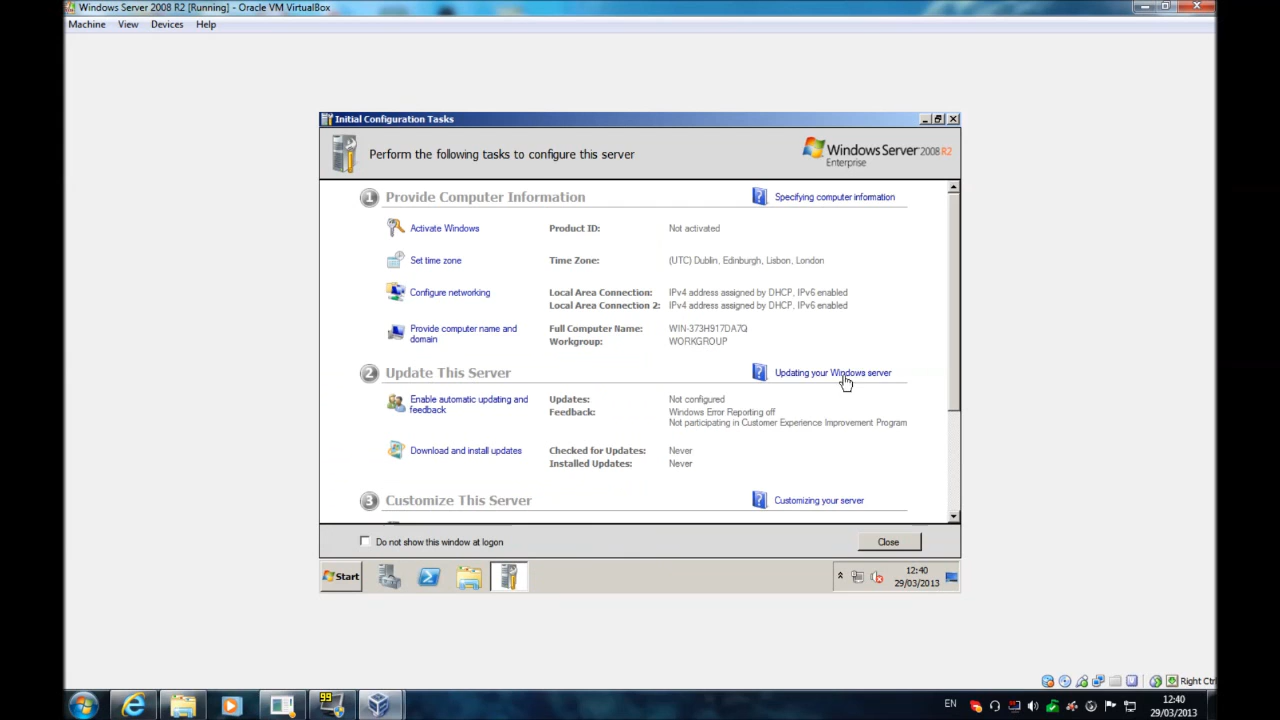 Windows Server 2008 R2 [Running] - Oracle VM VirtualBox
Machine View Devices Help
Initial Configuration Tasks
Perform the following tasks to configure this server
Windows Server 2008 R2
Enterprise
1 Provide Computer Information
Specifying computer information
Activate Windows Product ID: Not activated
Set time zone Time Zone: (UTC) Dublin, Edinburgh, Lisbon, London
Configure networking Local Area Connection: IPv4 address assigned by DHCP, IPv6 enabled
Local Area Connection 2: IPv4 address assigned by DHCP, IPv6 enabled
Provide computer name and Full Computer Name: WIN-373H917DA7Q
domain Workgroup: WORKGROUP
2 Update This Server
Updating your Windows server
Enable automatic updating and Updates: Not configured
feedback Feedback: Windows Error Reporting off
Not participating in Customer Experience Improvement Program
Download and install updates Checked for Updates: Never
Installed Updates: Never
3 Customize This Server
Customizing your server
Do not show this window at logon
Close
Start
12:40
29/03/2013
Right Ctrl
99
EN
12:40
29/03/2013